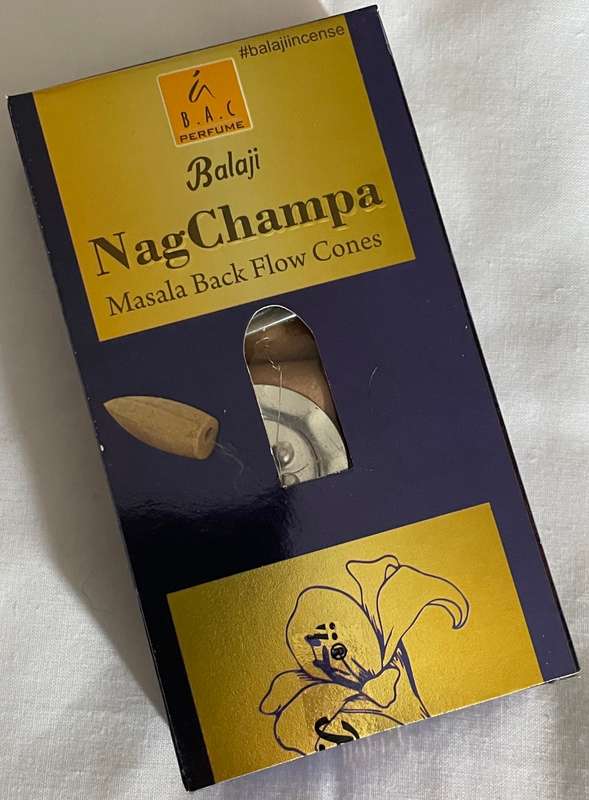 #balajiincense
B.A.C
PERFUME
Balaji
NagChampa
Masala Back Flow Cones